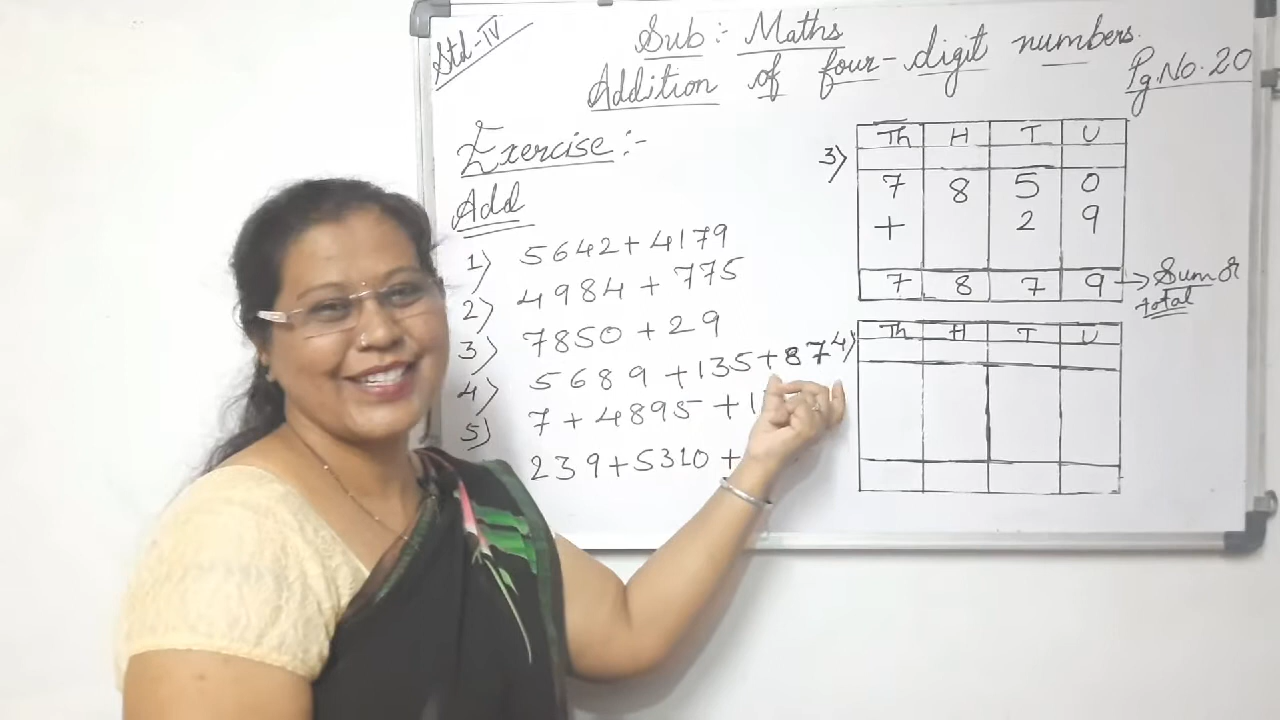 Std-IV
Sub:- Maths
Addition of four-digit numbers.
Pg.No.20
Exercise:-
Add
1) 5642+4179
2) 4984 + 775
3) 7850 + 29
4) 5689 +135+87
5) 7 + 4895 +
239+5310 +
3)
Th H T U
7 8 5 0
+ 2 9
7 8 7 9 → Sum or
total
4)
Th H T U